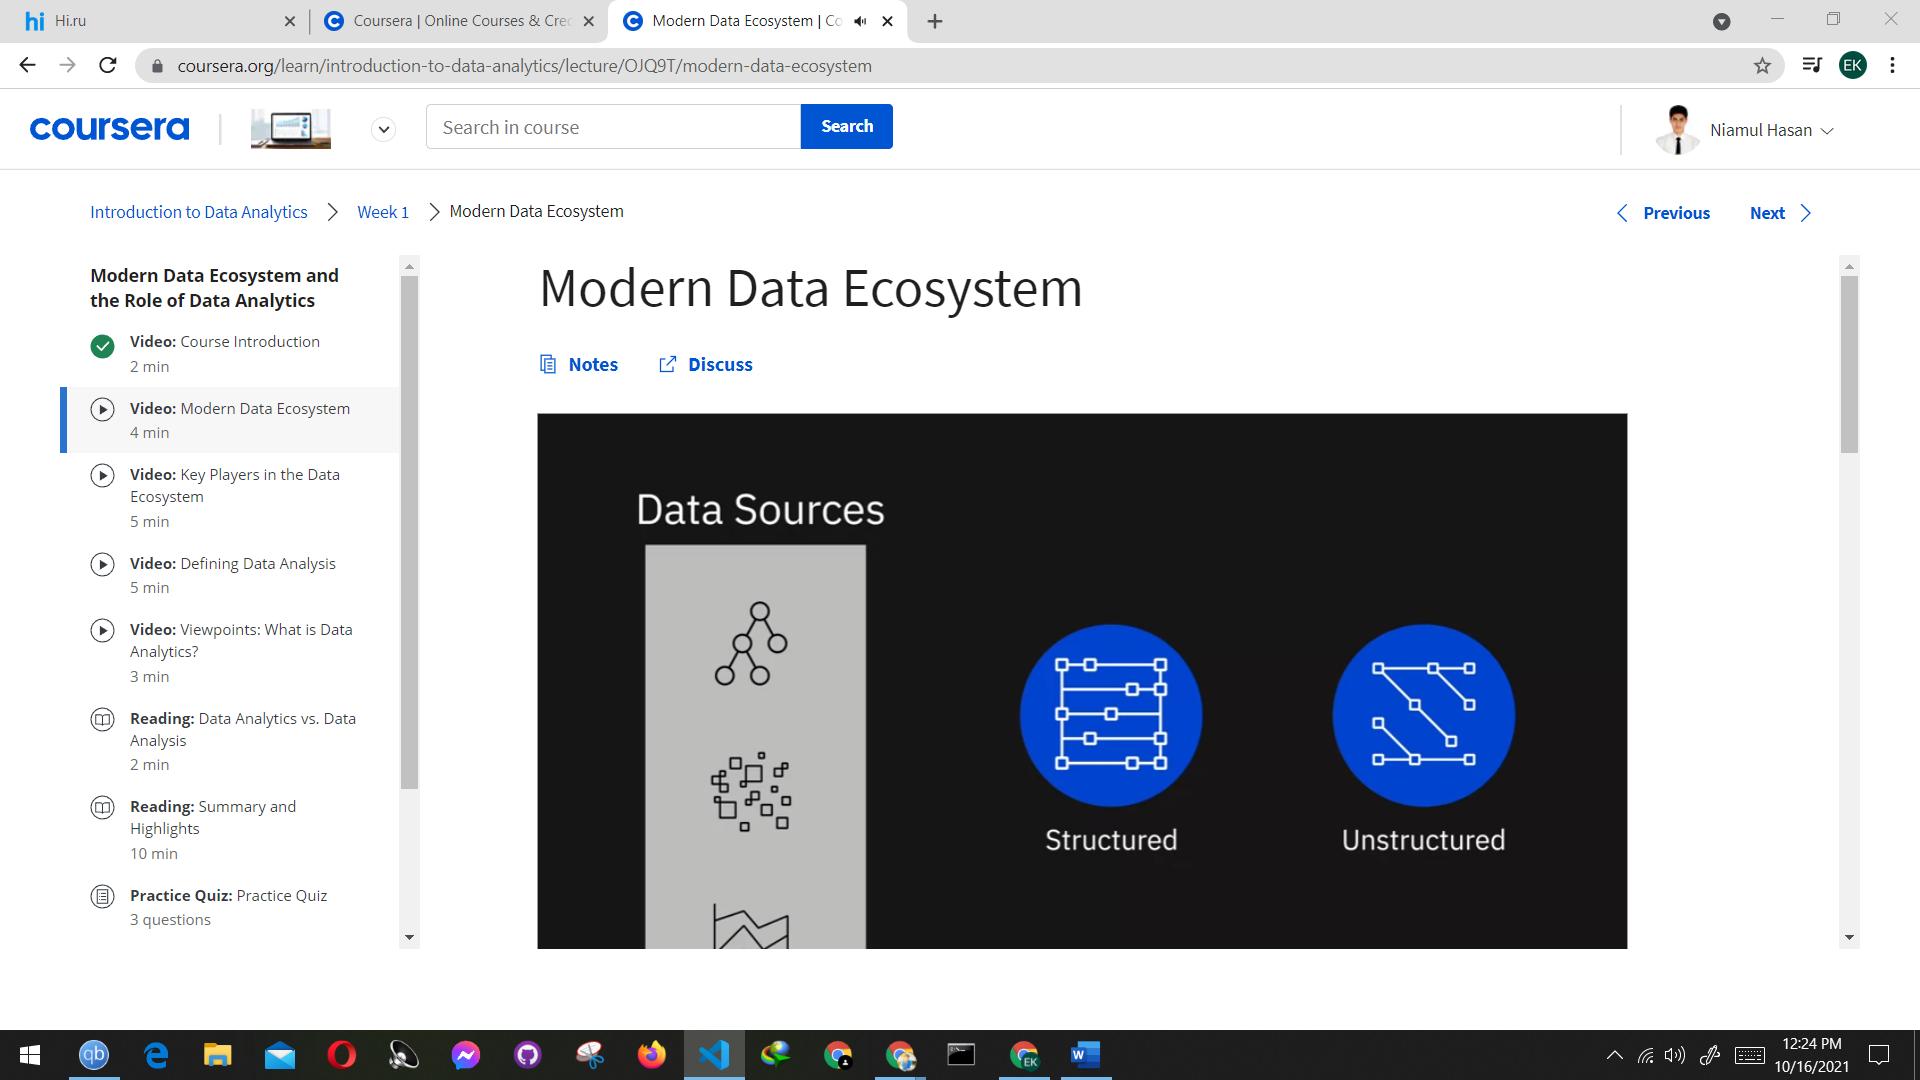 hi Hi.ru
Coursera | Online Courses & Cred
Modern Data Ecosystem | Co
coursera.org/learn/introduction-to-data-analytics/lecture/OJQ9T/modern-data-ecosystem
EK
coursera
Search in course
Search
Niamul Hasan
Introduction to Data Analytics
Week 1
Modern Data Ecosystem
Previous
Next
Modern Data Ecosystem and
the Role of Data Analytics
Video: Course Introduction
2 min
Video: Modern Data Ecosystem
4 min
Video: Key Players in the Data
Ecosystem
5 min
Video: Defining Data Analysis
5 min
Video: Viewpoints: What is Data
Analytics?
3 min
Reading: Data Analytics vs. Data
Analysis
2 min
Reading: Summary and
Highlights
10 min
Practice Quiz: Practice Quiz
3 questions
Modern Data Ecosystem
Notes
Discuss
Data Sources
Structured
Unstructured
qb
EK
W
12:24 PM
10/16/2021